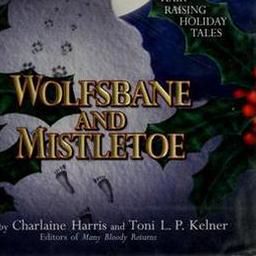 RAISING
HOLIDAY
TALES
WOLFSBANE
AND
MISTLETOE
by Charlaine Harris and Toni L. P. Kelner
Editors of Many Bloody Returns